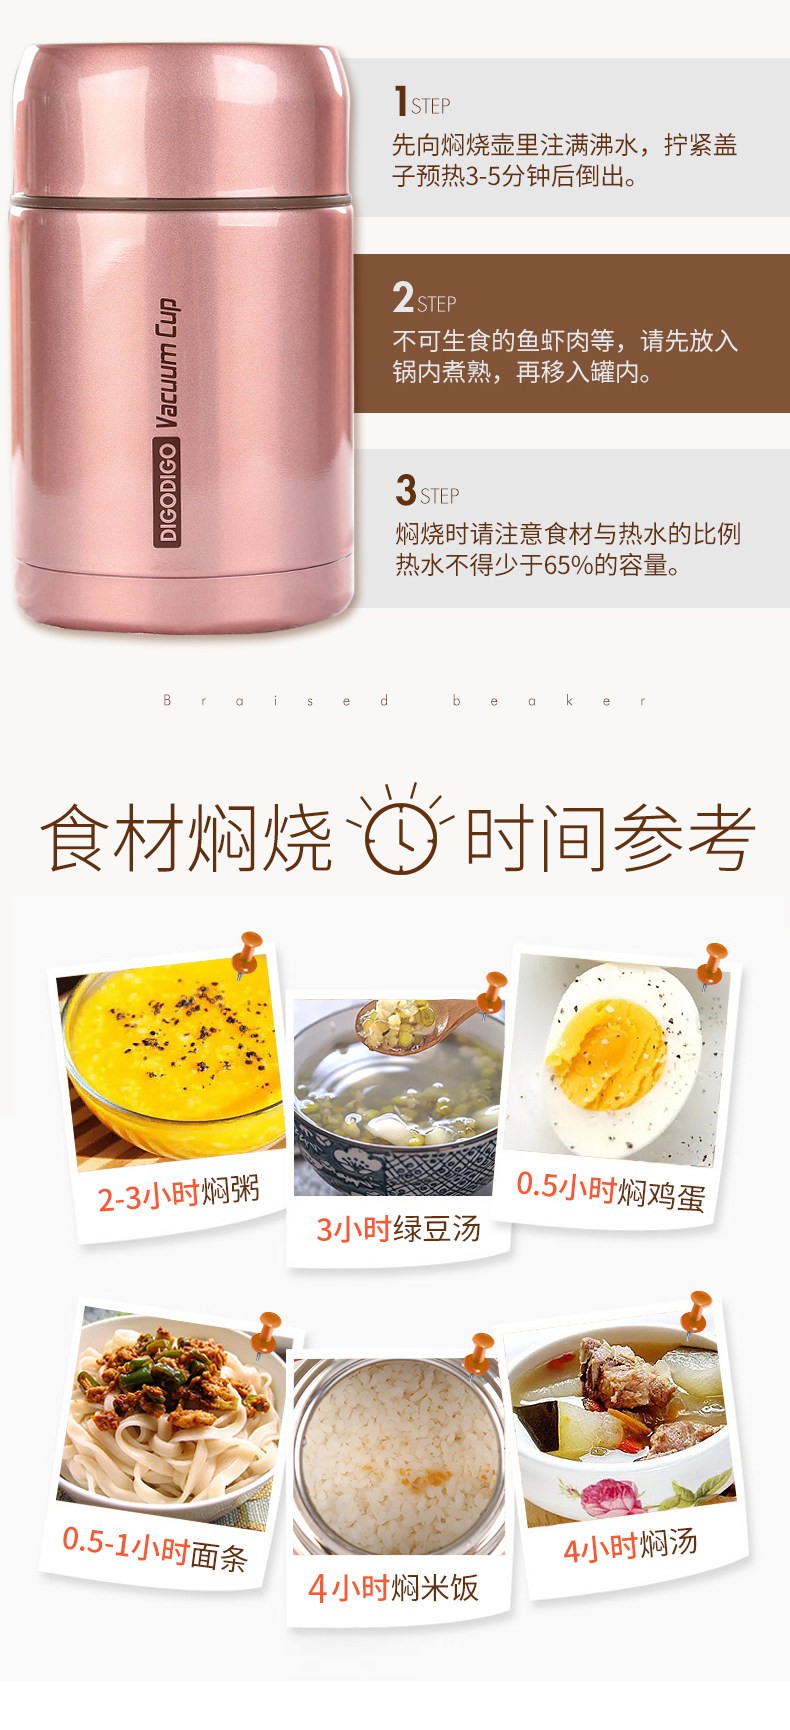 1 STEP
先向焖烧壶里注满沸水，拧紧盖
子预热3-5分钟后倒出。
2 STEP
不可生食的鱼虾肉等，请先放入
锅内煮熟，再移入罐内。
3 STEP
焖烧时请注意食材与热水的比例
热水不得少于65%的容量。
DIGODIGO Vacuum Cup
Braised beaker
食材焖烧时间参考
2-3小时焖粥
3小时绿豆汤
0.5小时焖鸡蛋
0.5-1小时面条
4小时焖米饭
4小时焖汤